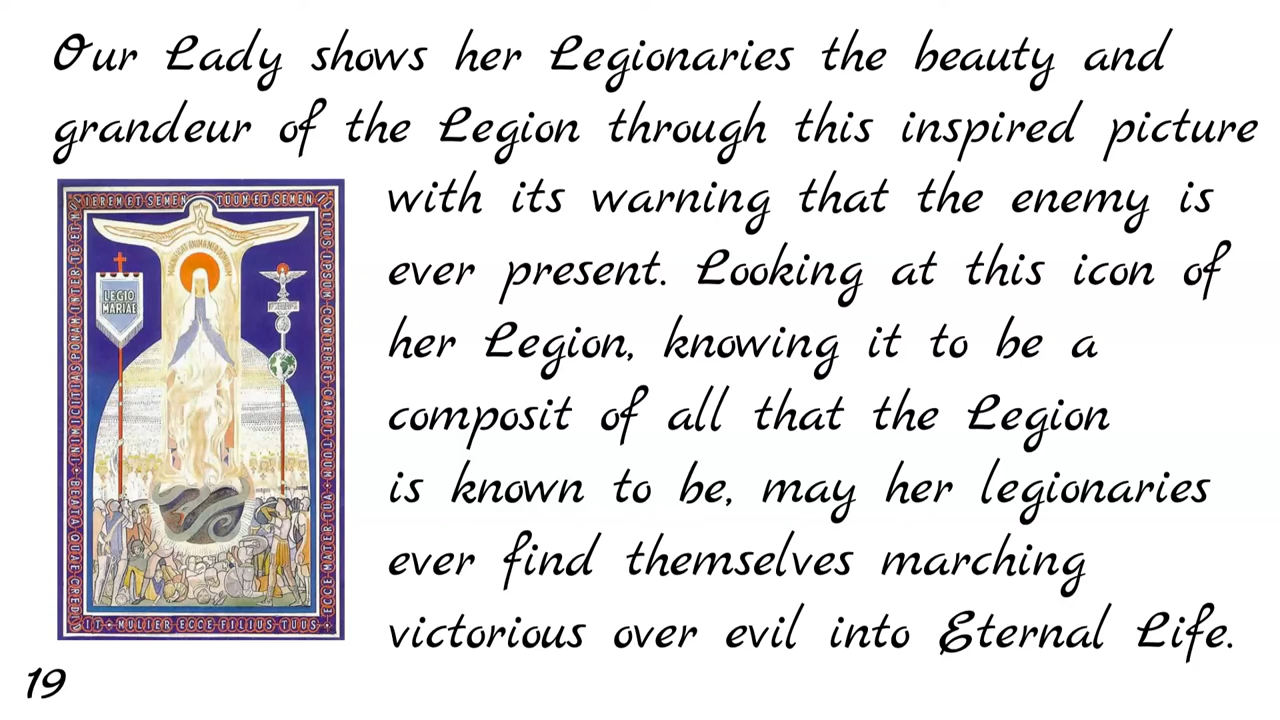 Our Lady shows her Legionaries the beauty and
grandeur of the Legion through this inspired picture
with its warning that the enemy is
ever present. Looking at this icon of
her Legion, knowing it to be a
composit of all that the Legion
is known to be, may her legionaries
ever find themselves marching
victorious over evil into Eternal Life.
LEGIO
MARIAE
MULIER ECCE FILIUS TUUS
19